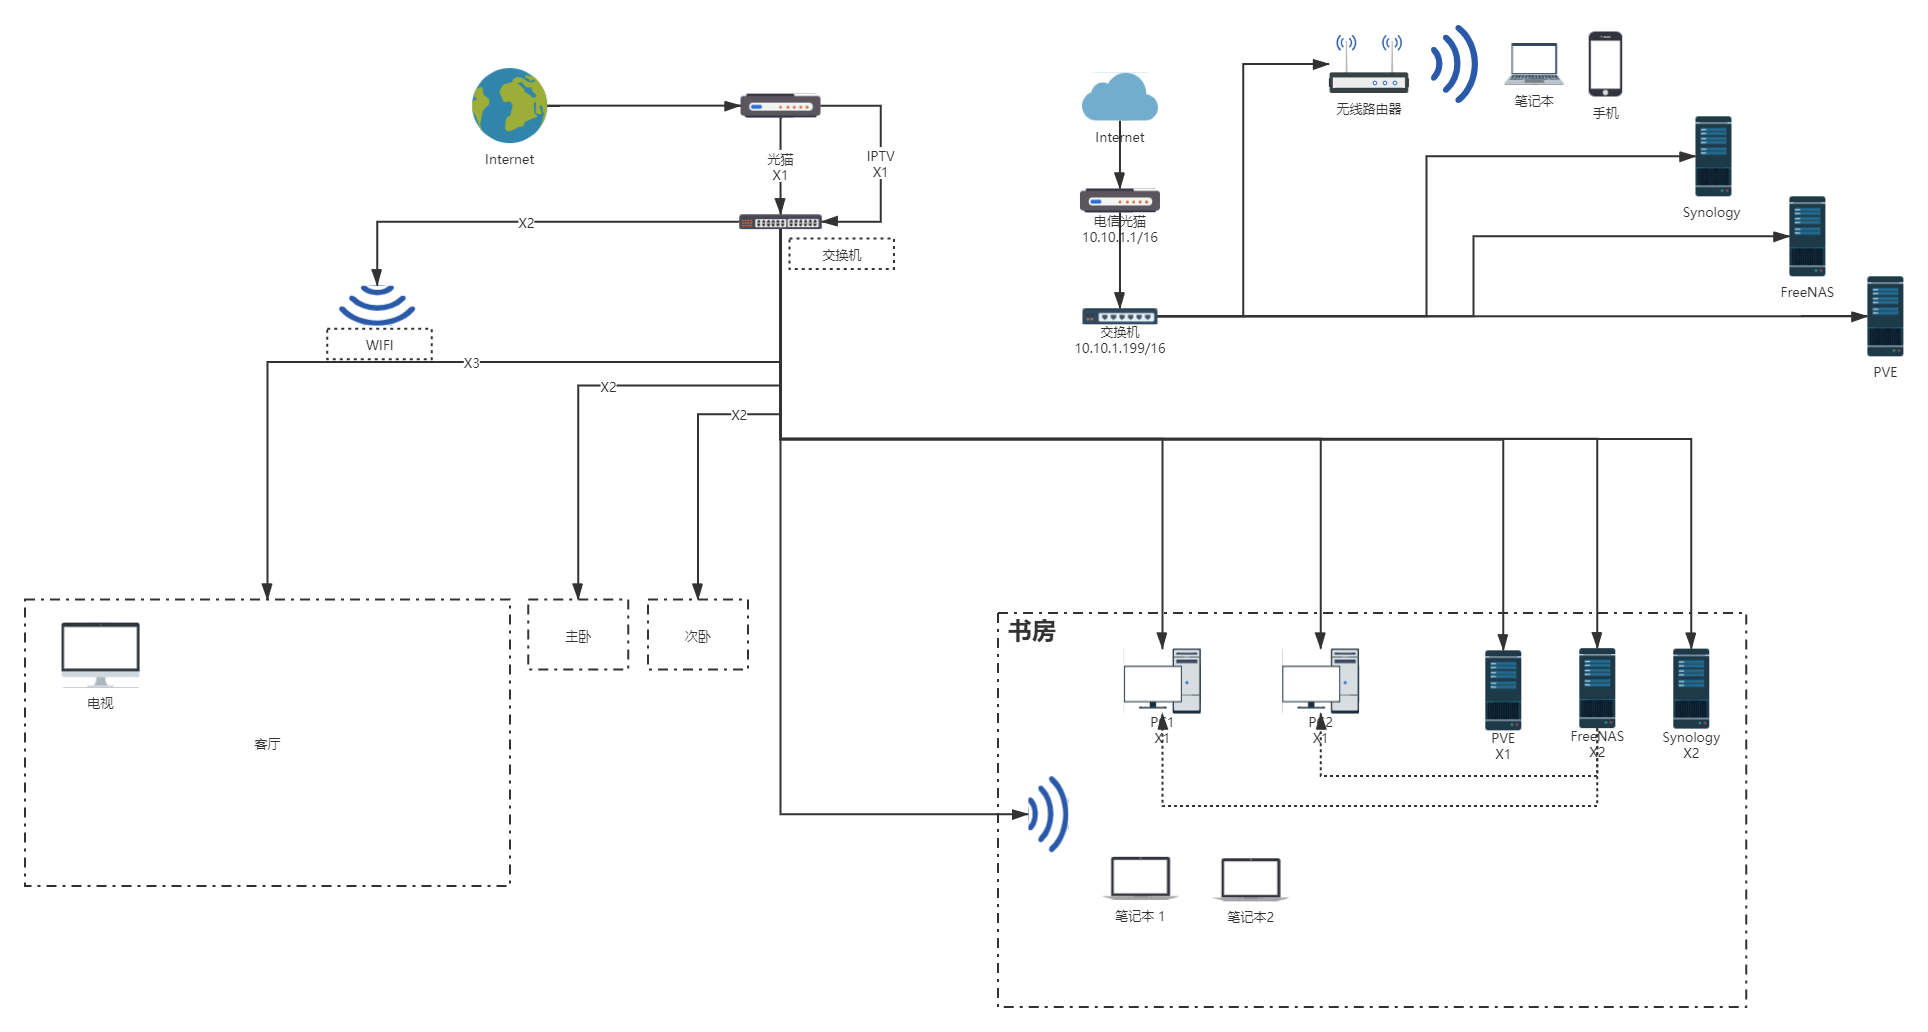 Internet
光猫
X1
IPTV
X1
X2
交换机
WIFI
X3
X2
X2
电视
客厅
主卧
次卧
Internet
电信光猫
10.10.1.1/16
交换机
10.10.1.199/16
无线路由器
笔记本
手机
Synology
FreeNAS
PVE
书房
PC1
X1
PC2
X1
PVE
X1
FreeNAS
X2
Synology
X2
笔记本 1
笔记本2